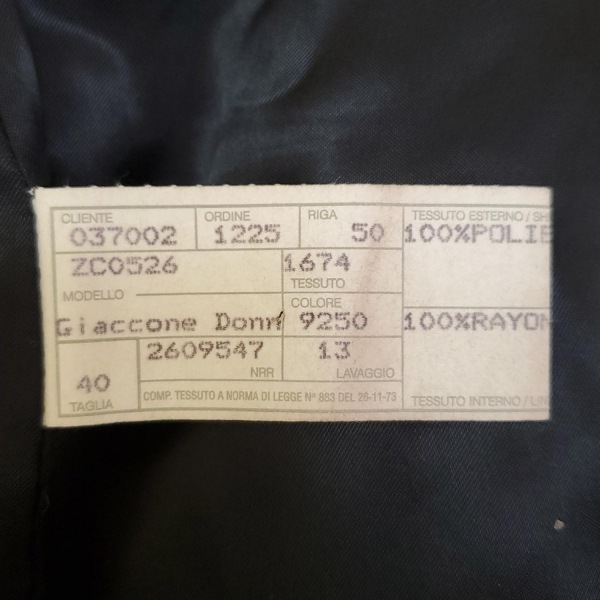 CLIENTE ORDINE RIGA TESSUTO ESTERNO / SH
037002 1225 50 100%POLIE
ZC0526 1674
TESSUTO
MODELLO COLORE
Giaccone Donn 9250 100%RAYON
2609547 13
NRR LAVAGGIO
40
TAGLIA COMP. TESSUTO A NORMA DI LEGGE N° 883 DEL 26-11-73 TESSUTO INTERNO / LIN